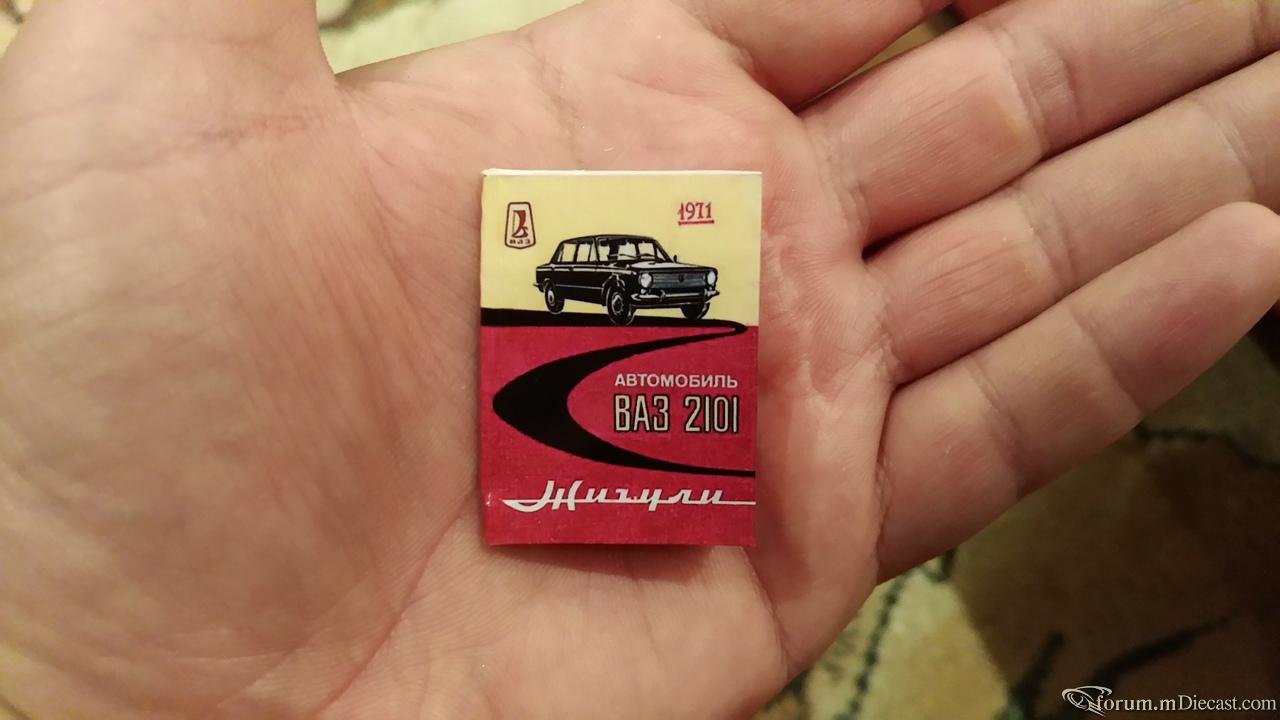 1971
ВАЗ
АВТОМОБИЛЬ
ВАЗ 2101
Жигули
forum.mDiecast.com